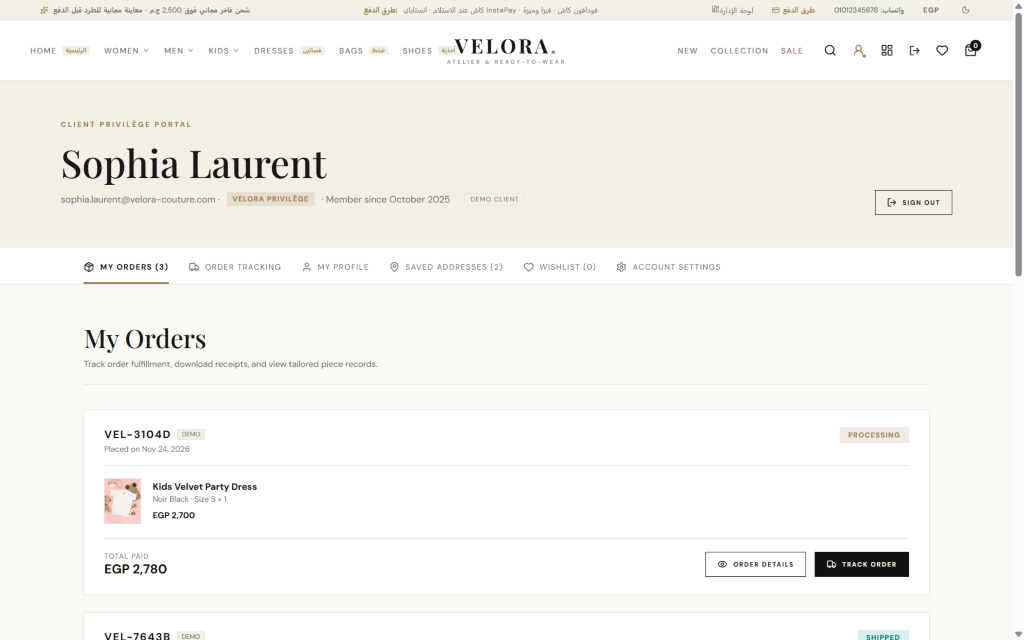 شحن فاخر مجاني فوق 2,500 ج.م · معاينة مجانية للطرد قبل الدفع
طرق الدفع: فودافون كاش · فيزا وميزة · InstaPay كاش عند الاستلام · انستاباي
لوحة الإدارة
طرق الدفع
واتساب: 01012345678
EGP
HOME الرئيسية
WOMEN
MEN
KIDS
DRESSES فساتين
BAGS شنط
SHOES أحذية
VELORA.
ATELIER & READY-TO-WEAR
NEW
COLLECTION
SALE
0
CLIENT PRIVILÈGE PORTAL
Sophia Laurent
sophia.laurent@velora-couture.com · VELORA PRIVILÈGE · Member since October 2025 DEMO CLIENT
SIGN OUT
MY ORDERS (3)
ORDER TRACKING
MY PROFILE
SAVED ADDRESSES (2)
WISHLIST (0)
ACCOUNT SETTINGS
My Orders
Track order fulfillment, download receipts, and view tailored piece records.
VEL-3104D DEMO
PROCESSING
Placed on Nov 24, 2026
Kids Velvet Party Dress
Noir Black · Size S × 1
EGP 2,700
TOTAL PAID
EGP 2,780
ORDER DETAILS
TRACK ORDER
VEL-7643B DEMO
SHIPPED